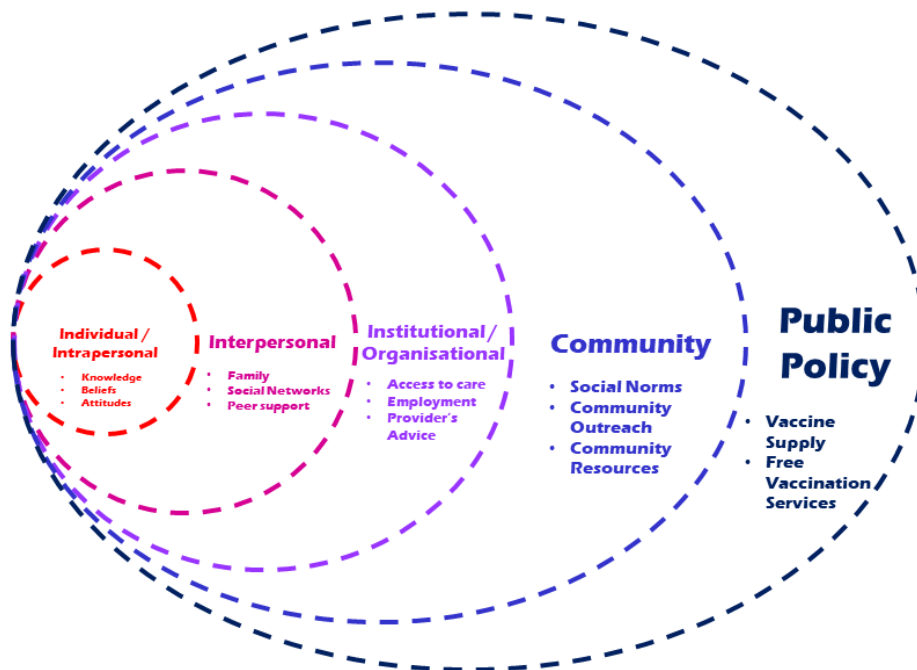 Individual /
Intrapersonal
• Knowledge
• Beliefs
• Attitudes
Interpersonal
• Family
• Social Networks
• Peer support
Institutional /
Organisational
• Access to care
• Employment
• Provider's
Advice
Community
• Social Norms
• Community
Outreach
• Community
Resources
Public
Policy
• Vaccine
Supply
• Free
Vaccination
Services